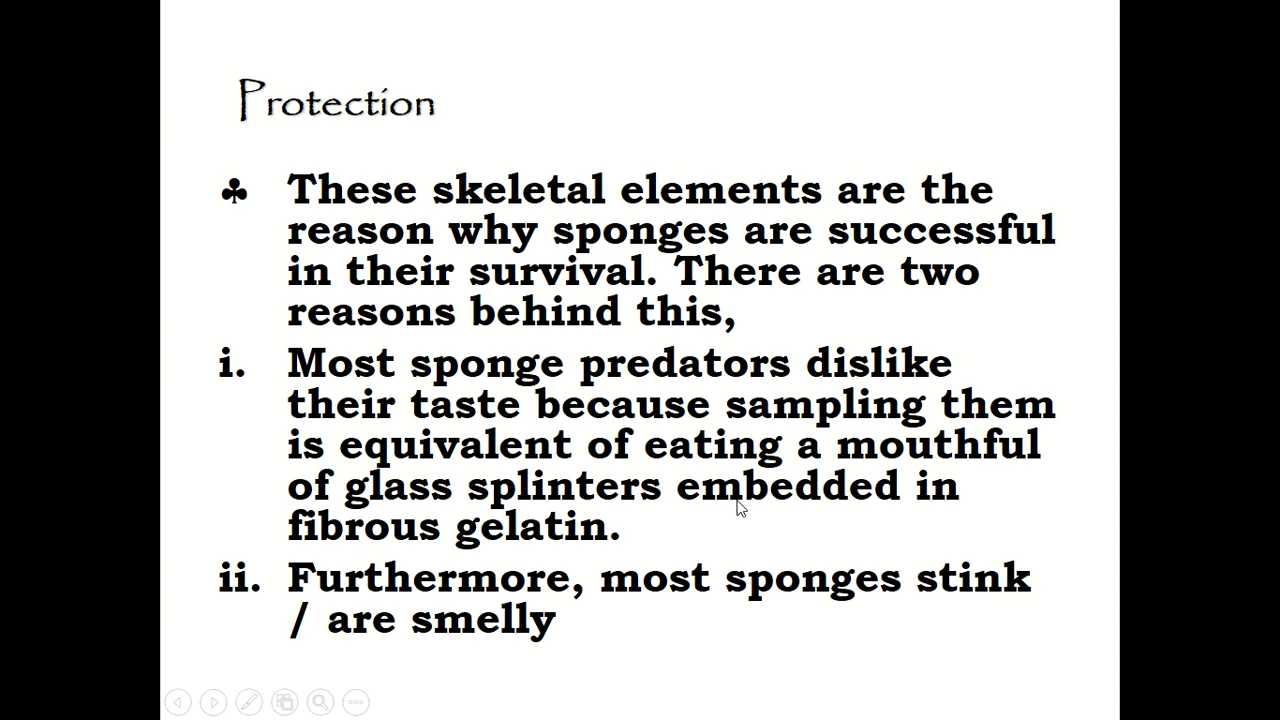 Protection
♣ These skeletal elements are the
reason why sponges are successful
in their survival. There are two
reasons behind this,
i. Most sponge predators dislike
their taste because sampling them
is equivalent of eating a mouthful
of glass splinters embedded in
fibrous gelatin.
ii. Furthermore, most sponges stink
/ are smelly